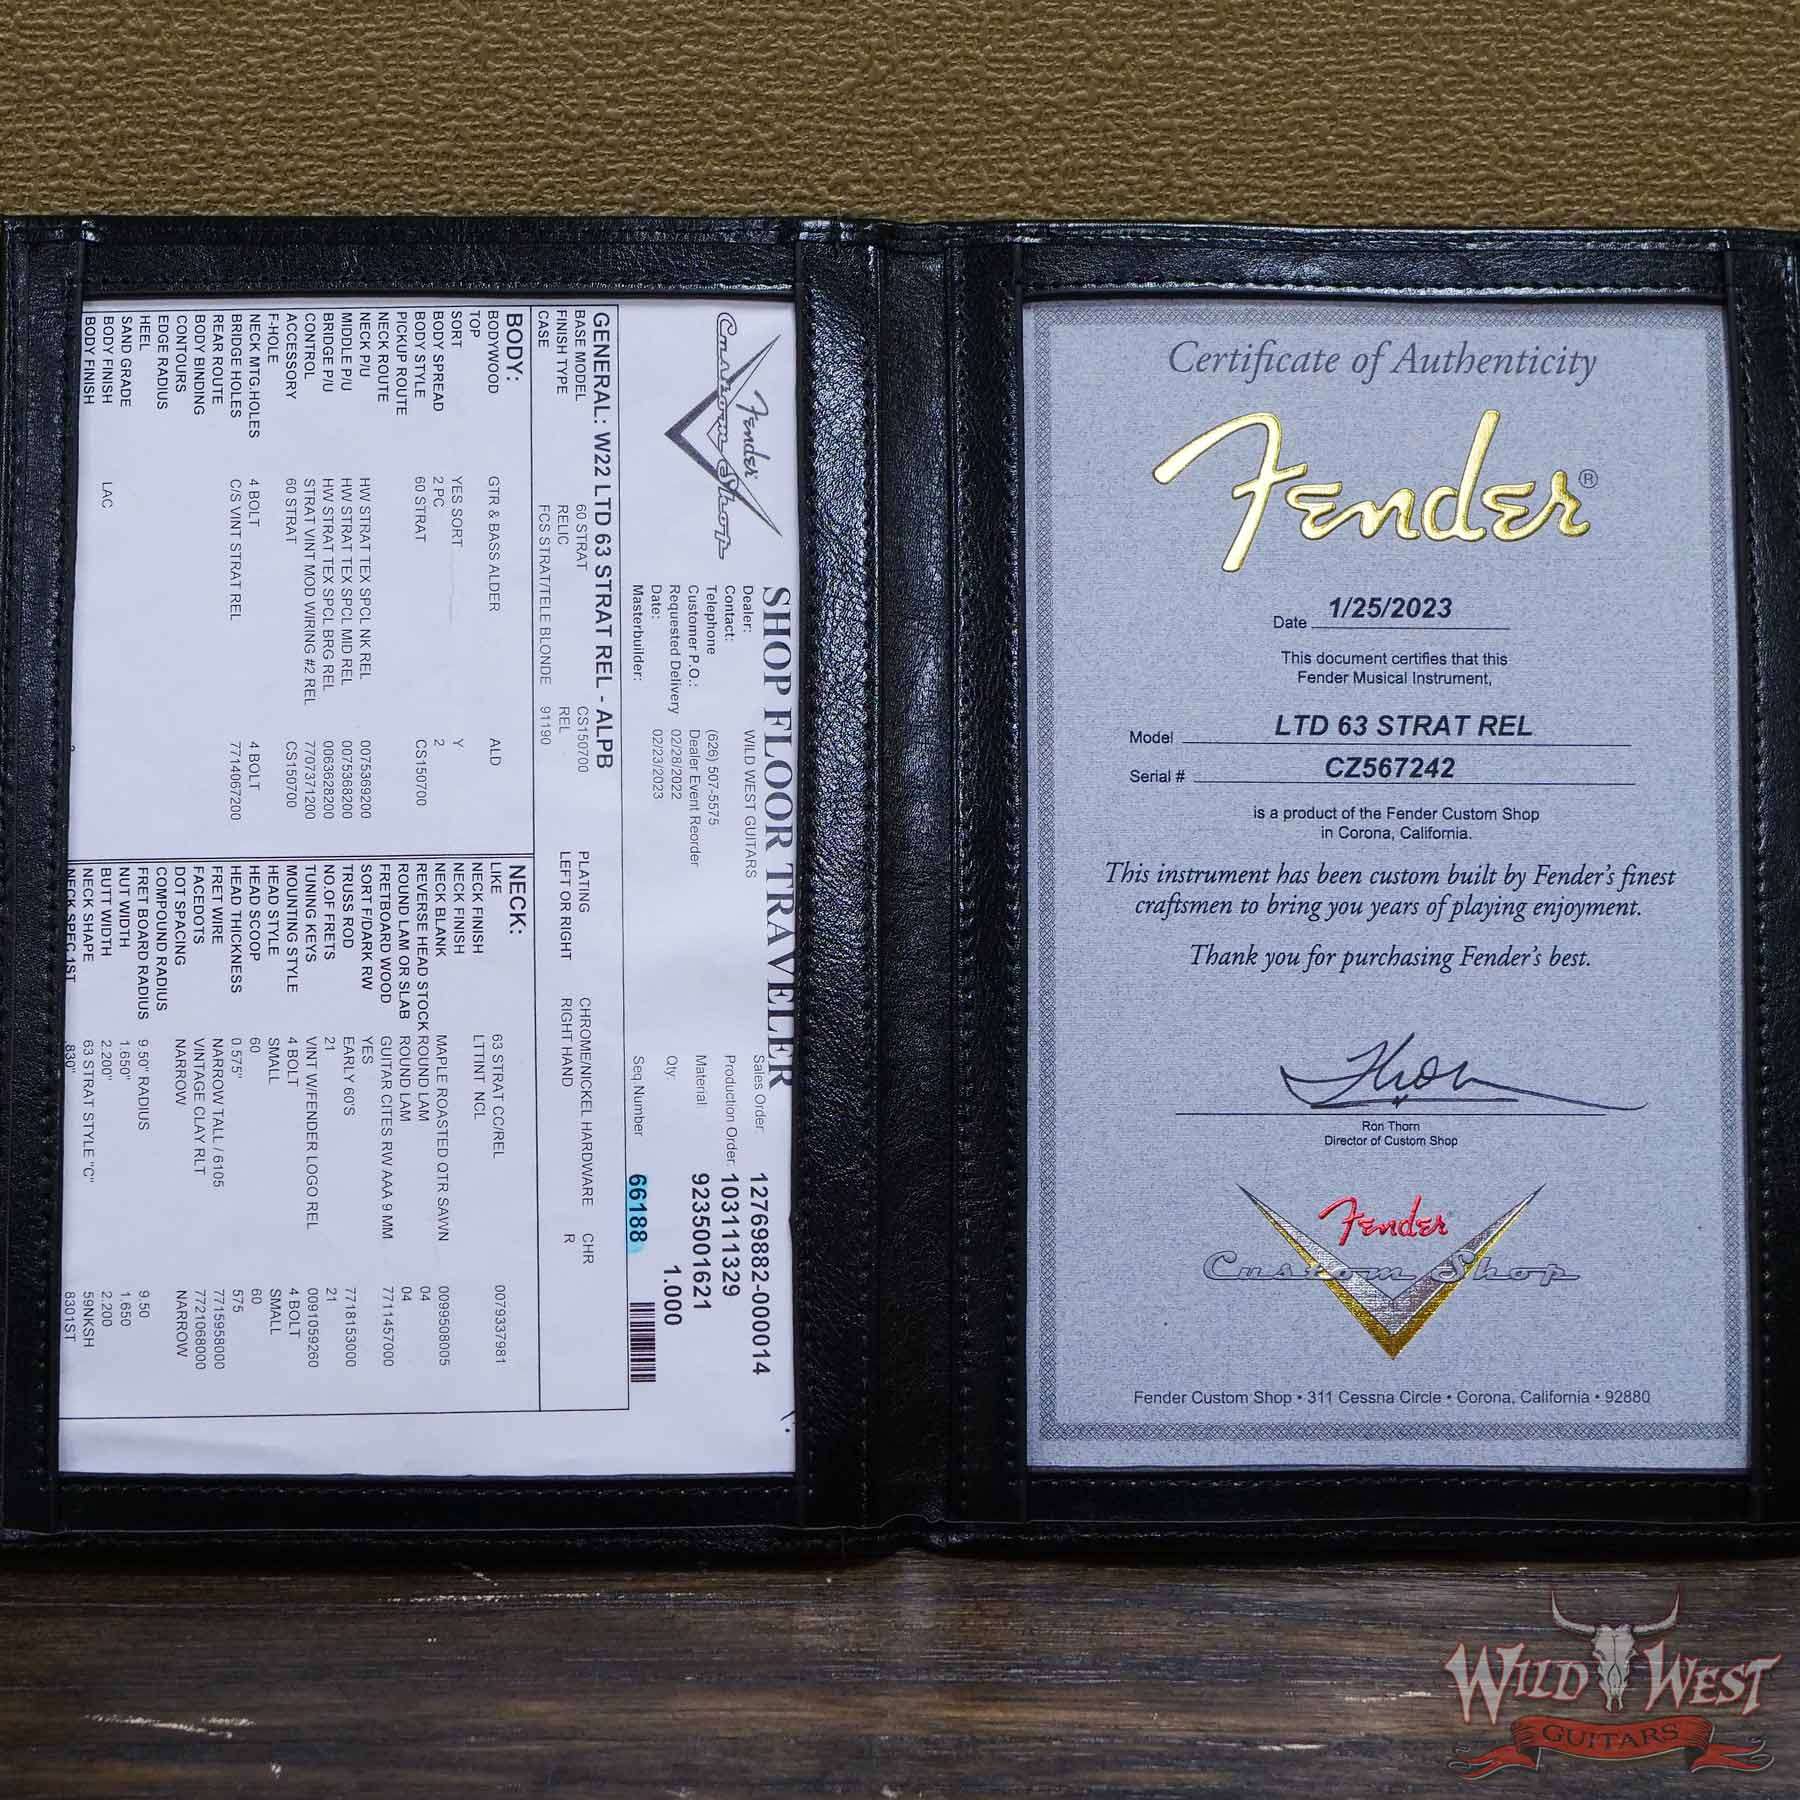 Fender
Custom Shop
SHOP FLOOR TRAVELER
Dealer: WILD WEST GUITARS
Contact:
Telephone (626) 507-5575
Customer P.O.: Dealer Event Reorder
Requested Delivery 02/28/2022
Date: 02/23/2023
Masterbuilder:
Sales Order: 12769882-000014
Production Order: 103111329
Material 9235001621
Qty: 1.000
Seq Number 66188
GENERAL: W22 LTD 63 STRAT REL - ALPB
BASE MODEL 60 STRAT CS150700 PLATING CHROME/NICKEL HARDWARE CHR
FINISH TYPE RELIC REL LEFT OR RIGHT RIGHT HAND R
CASE FCS STRAT/TELE BLONDE 91190
BODY:
BODYWOOD GTR & BASS ALDER ALD
TOP
SORT YES SORT Y
BODY SPREAD 2 PC 2
BODY STYLE 60 STRAT CS150700
PICKUP ROUTE
NECK ROUTE
NECK P/U HW STRAT TEX SPCL NK REL 0075369200
MIDDLE P/U HW STRAT TEX SPCL MID REL 0075368200
BRIDGE P/U HW STRAT TEX SPCL BRG REL 0063628200
CONTROL STRAT VINT MOD WIRING #2 REL 7707371200
ACCESSORY 60 STRAT CS150700
F-HOLE
NECK MTG.HOLES 4 BOLT 4 BOLT
BRIDGE HOLES C/S VINT STRAT REL 7714067200
REAR ROUTE
BODY BINDING
CONTOURS
EDGE RADIUS
HEEL
SAND GRADE
BODY FINISH LAC
BODY FINISH
NECK:
LIKE 63 STRAT CC/REL 0079337981
NECK FINISH LTTINT NCL
NECK FINISH
NECK BLANK MAPLE ROASTED QTR SAWN 0099508005
REVERSE HEAD STOCK ROUND LAM 04
ROUND LAM OR SLAB ROUND LAM 04
FRETBOARD WOOD GUITAR CITES RW AAA 9 MM 7711457000
SORT F/DARK RW YES
TRUSS ROD EARLY 60'S 7718153000
NO.OF FRETS 21 21
TUNING KEYS VINT W/FENDER LOGO REL 0091059260
MOUNTING STYLE 4 BOLT 4 BOLT
HEAD STYLE SMALL SMALL
HEAD SCOOP 60 60
HEAD THICKNESS 0.575" 575
FRET WIRE NARROW TALL / 6105 7715958000
FACEDOTS VINTAGE CLAY RLT 7721068000
DOT SPACING NARROW NARROW
COMPOUND RADIUS
FRET BOARD RADIUS 9.50" RADIUS 9.50
NUT WIDTH 1.650" 1.650
BUTT WIDTH 2.200" 2.200
NECK SHAPE 63 STRAT STYLE "C" 59NKSH
NECK SPEC 1ST .830" 8301ST
Certificate of Authenticity
Fender®
Date 1/25/2023
This document certifies that this
Fender Musical Instrument,
Model LTD 63 STRAT REL
Serial # CZ567242
is a product of the Fender Custom Shop
in Corona, California.
This instrument has been custom built by Fender's finest
craftsmen to bring you years of playing enjoyment.
Thank you for purchasing Fender's best.
Ron Thorn
Director of Custom Shop
Fender
Custom Shop
Fender Custom Shop • 311 Cessna Circle • Corona, California • 92880
WILD WEST
GUITARS